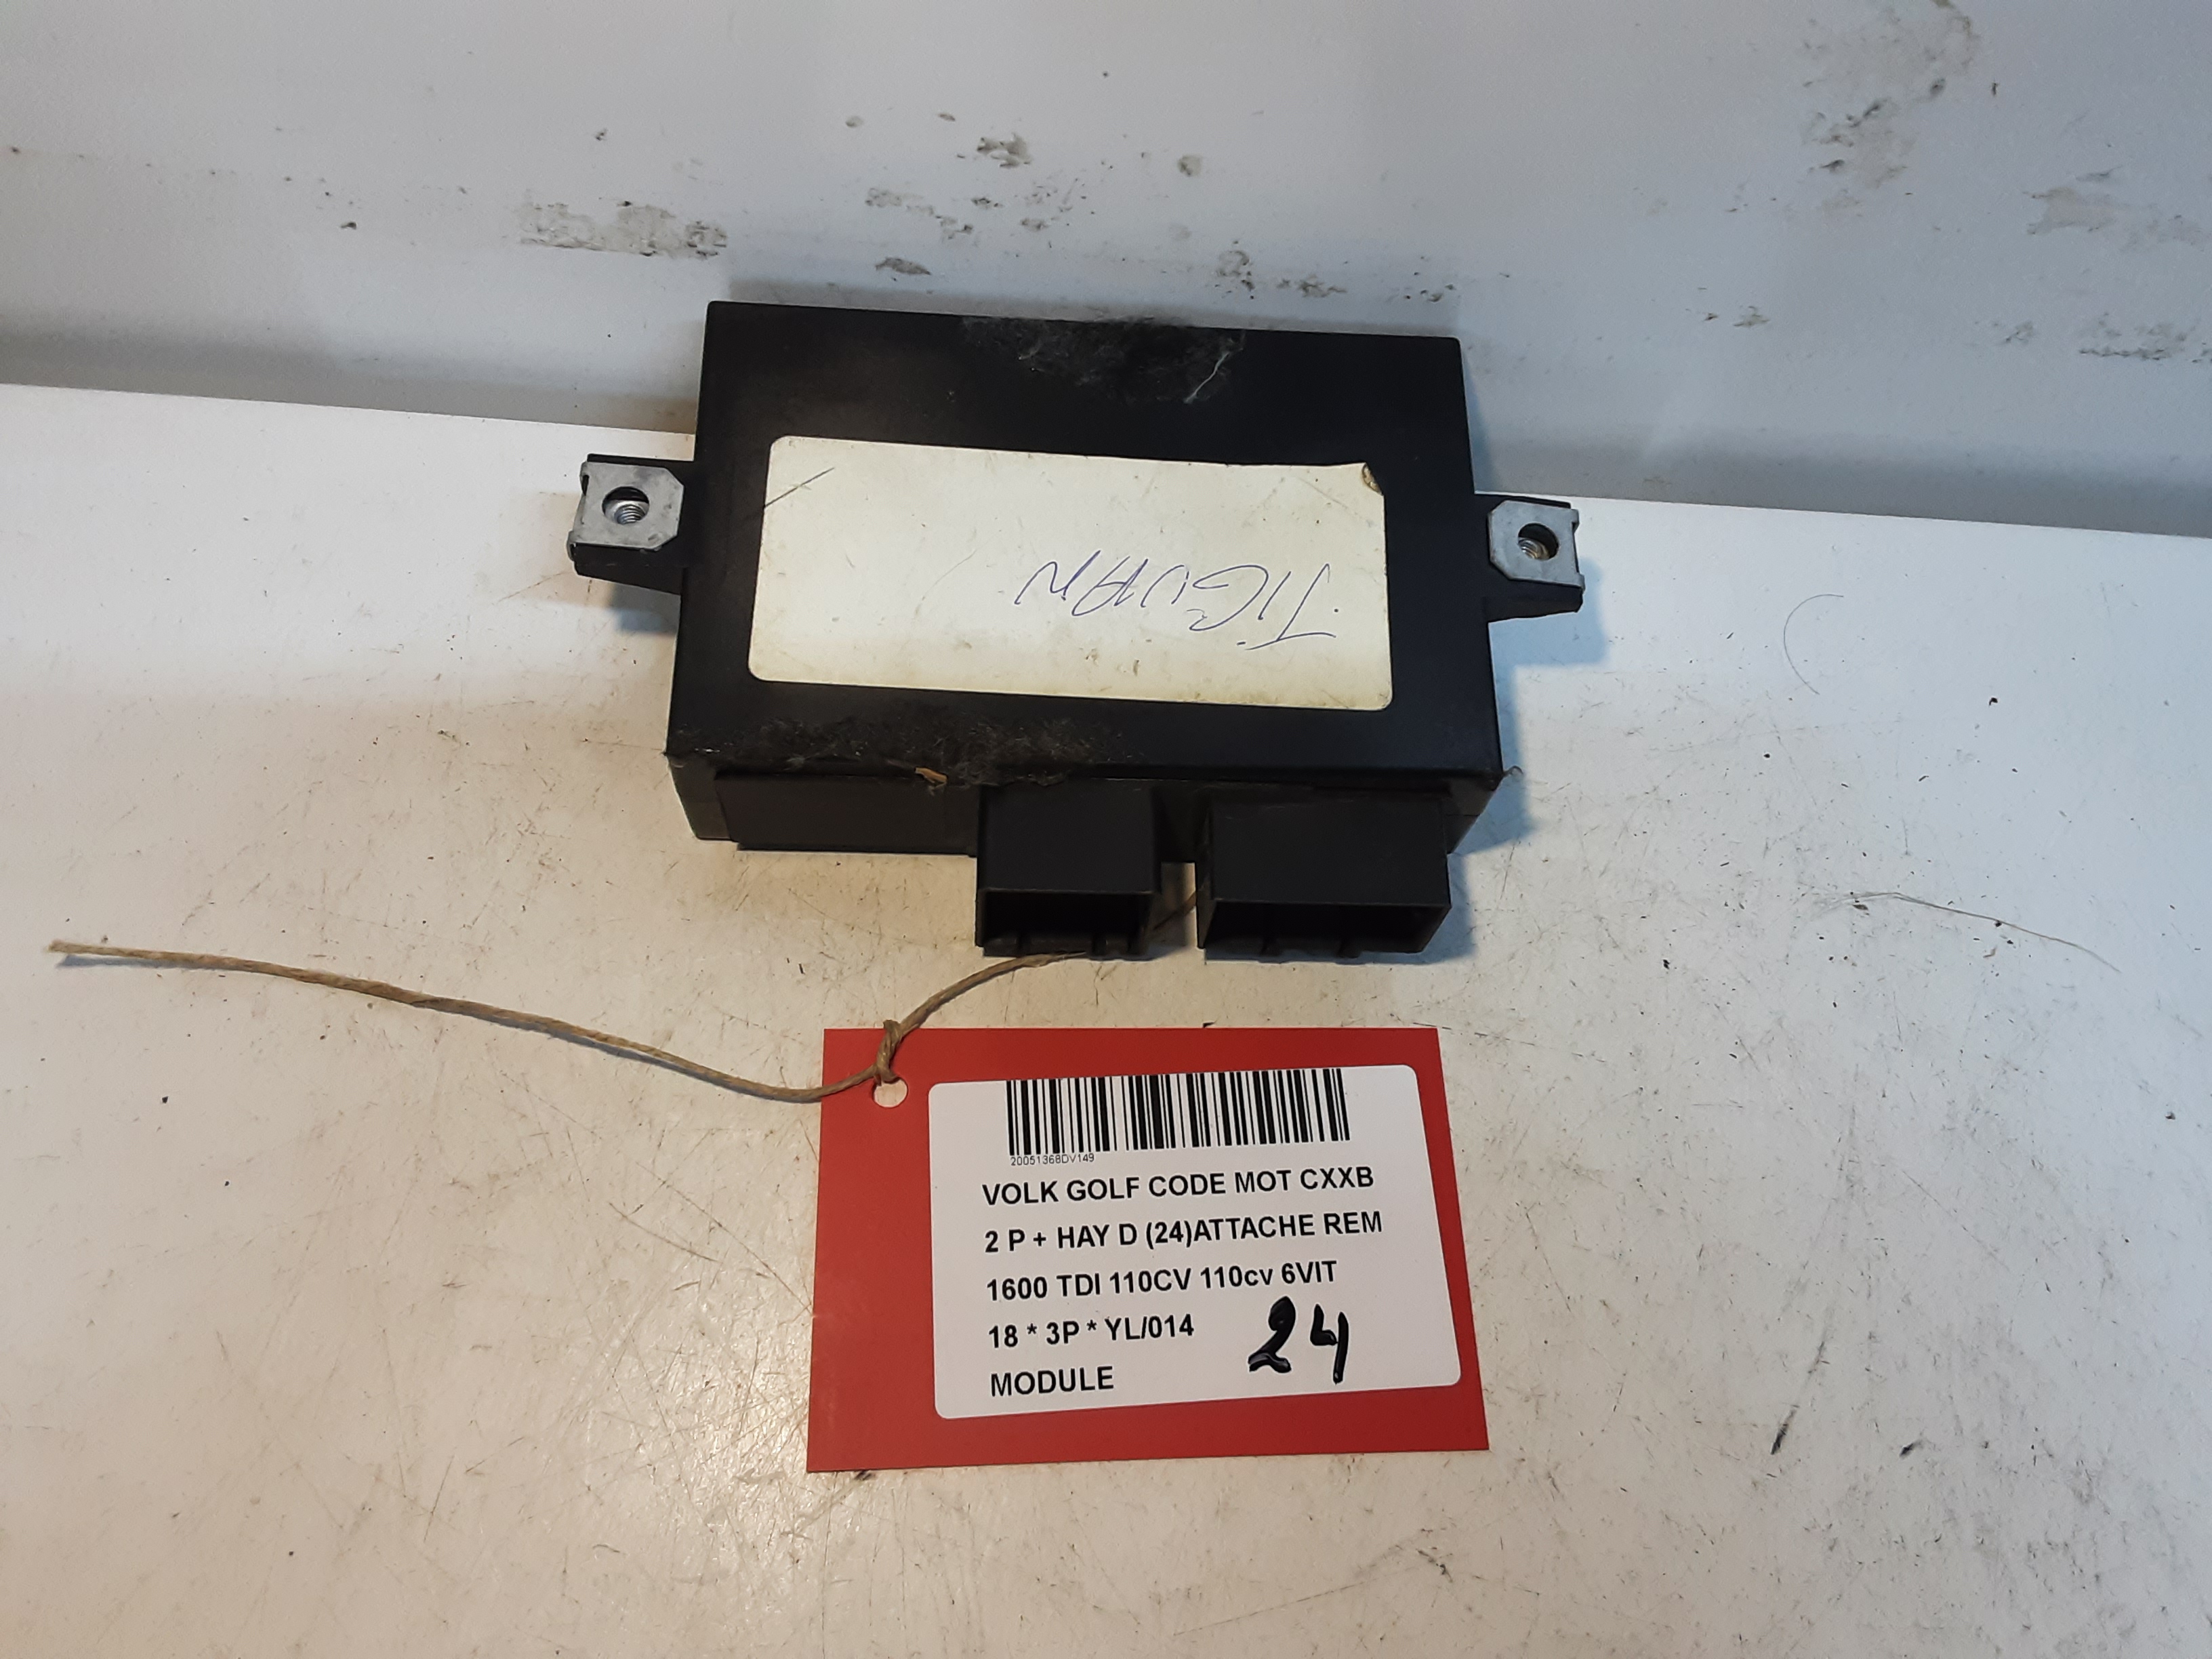 TIGUAN
20051368DV149
VOLK GOLF CODE MOT CXXB
2 P + HAY D (24)ATTACHE REM
1600 TDI 110CV 110cv 6VIT
18 * 3P * YL/014
24
MODULE